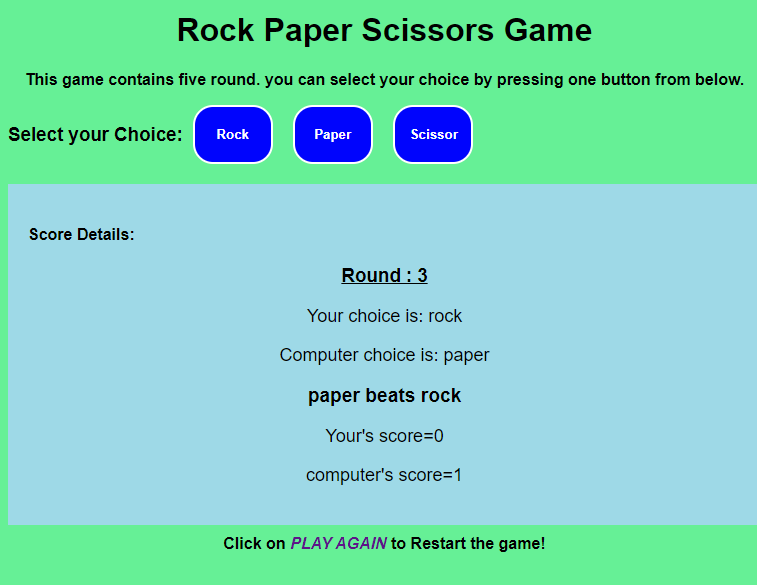 Rock Paper Scissors Game
This game contains five round. you can select your choice by pressing one button from below.
Select your Choice: Rock Paper Scissor
Score Details:
Round : 3
Your choice is: rock
Computer choice is: paper
paper beats rock
Your's score=0
computer's score=1
Click on PLAY AGAIN to Restart the game!